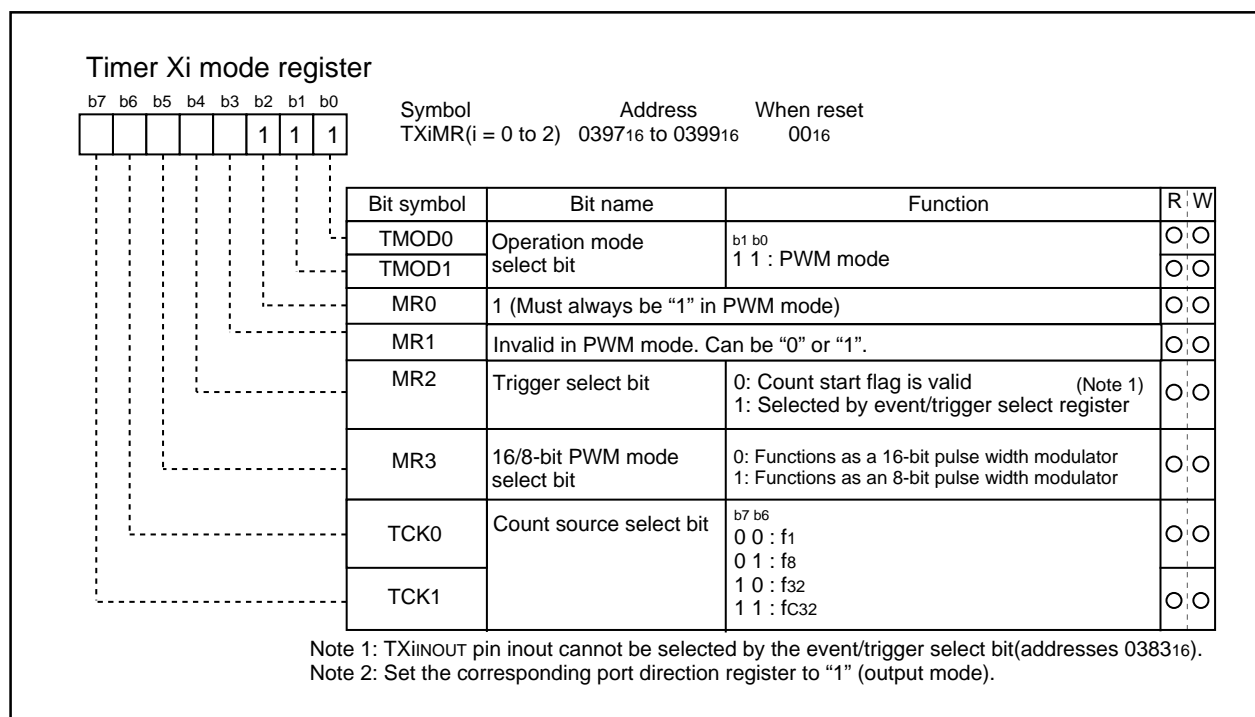 Timer Xi mode register
b7 b6 b5 b4 b3 b2 b1 b0
1 1 1
Symbol Address When reset
TXiMR(i = 0 to 2) 039716 to 039916 0016
Bit symbol Bit name Function R W
TMOD0 Operation mode select bit b1 b0
1 1 : PWM mode
TMOD1
MR0 1 (Must always be “1” in PWM mode)
MR1 Invalid in PWM mode. Can be “0” or “1”.
MR2 Trigger select bit 0: Count start flag is valid (Note 1)
1: Selected by event/trigger select register
MR3 16/8-bit PWM mode select bit 0: Functions as a 16-bit pulse width modulator
1: Functions as an 8-bit pulse width modulator
TCK0 Count source select bit b7 b6
0 0 : f1
0 1 : f8
TCK1 1 0 : f32
1 1 : fC32
Note 1: TXiINOUT pin inout cannot be selected by the event/trigger select bit(addresses 038316).
Note 2: Set the corresponding port direction register to “1” (output mode).